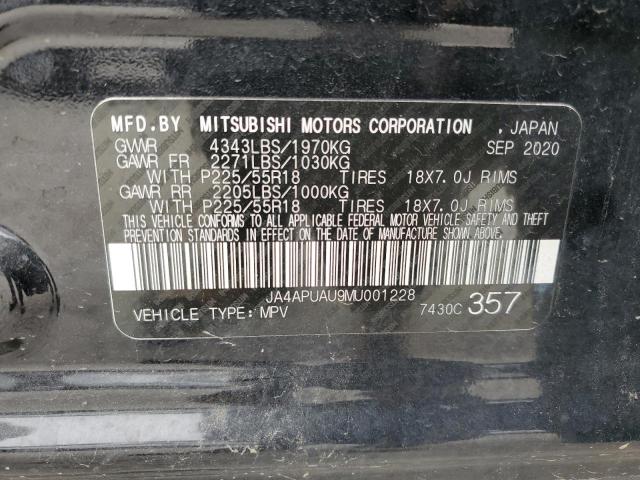 MFD.BY MITSUBISHI MOTORS CORPORATION , JAPAN
GVWR 4343LBS/1970KG SEP 2020
GAWR FR 2271LBS/1030KG
WITH P225/55R18 TIRES 18X7.0J RIMS
GAWR RR 2205LBS/1000KG
WITH P225/55R18 TIRES 18X7.0J RIMS
THIS VEHICLE CONFORMS TO ALL APPLICABLE FEDERAL MOTOR VEHICLE SAFETY AND THEFT
PREVENTION STANDARDS IN EFFECT ON THE DATE OF MANUFACTURE SHOWN ABOVE.
JA4APUAU9MU001228
VEHICLE TYPE: MPV 7430C 357